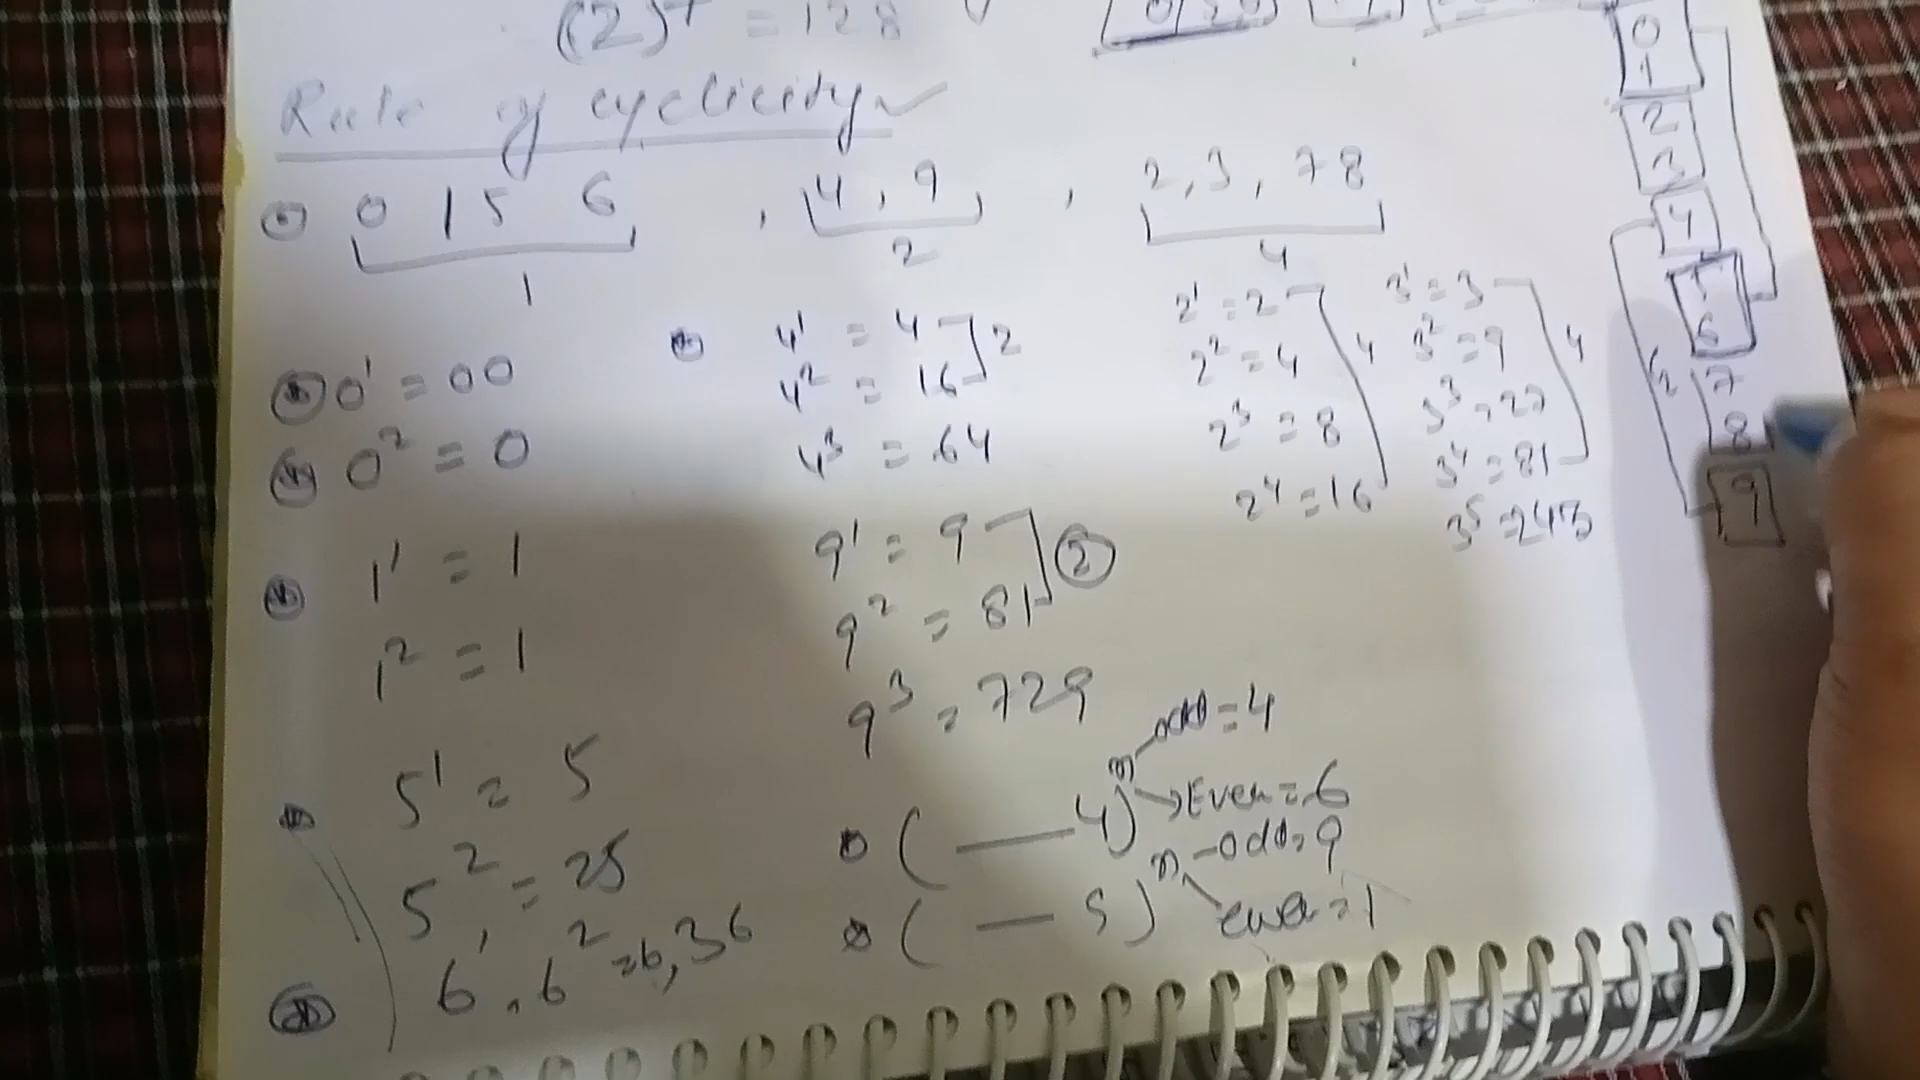 (2)⁷ = 128
Rule of cyclicity
0 1 5 6 , 4, 9 , 2, 3, 7 8
1 2 4
0¹ = 00
0² = 0
1¹ = 1
1² = 1
5¹ = 5
5² = 25
6¹, 6² = 6, 36
4¹ = 4
4² = 16
2
4³ = 64
9¹ = 9
9² = 81
2
9³ = 729
( — 4)ⁿ odd = 4
→ Even = 6
( — 9)ⁿ - odd = 9
even = 1
2¹ = 2
2² = 4
2³ = 8
2⁴ = 16
4
3¹ = 3
3² = 9
3³ = 27
3⁴ = 81
4
3⁵ = 243
0
1
2
3
4
5
6
7
8
9
2